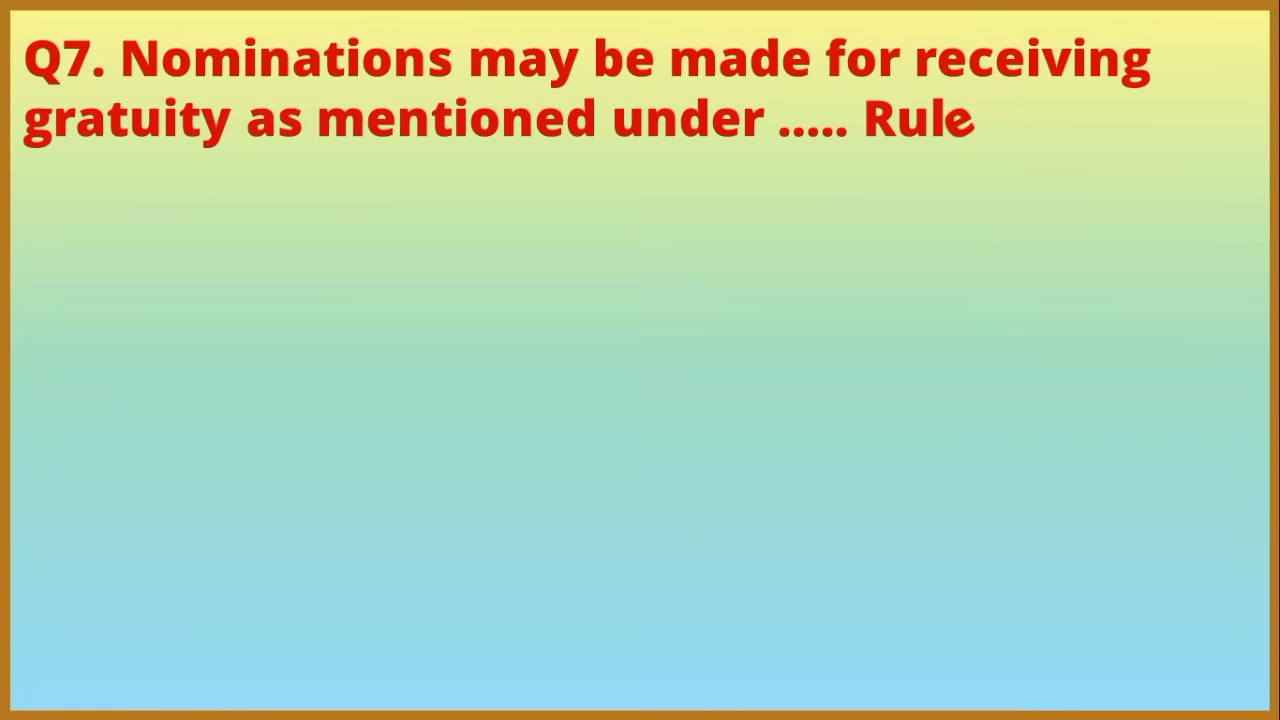 Q7. Nominations may be made for receiving
gratuity as mentioned under ..... Rule